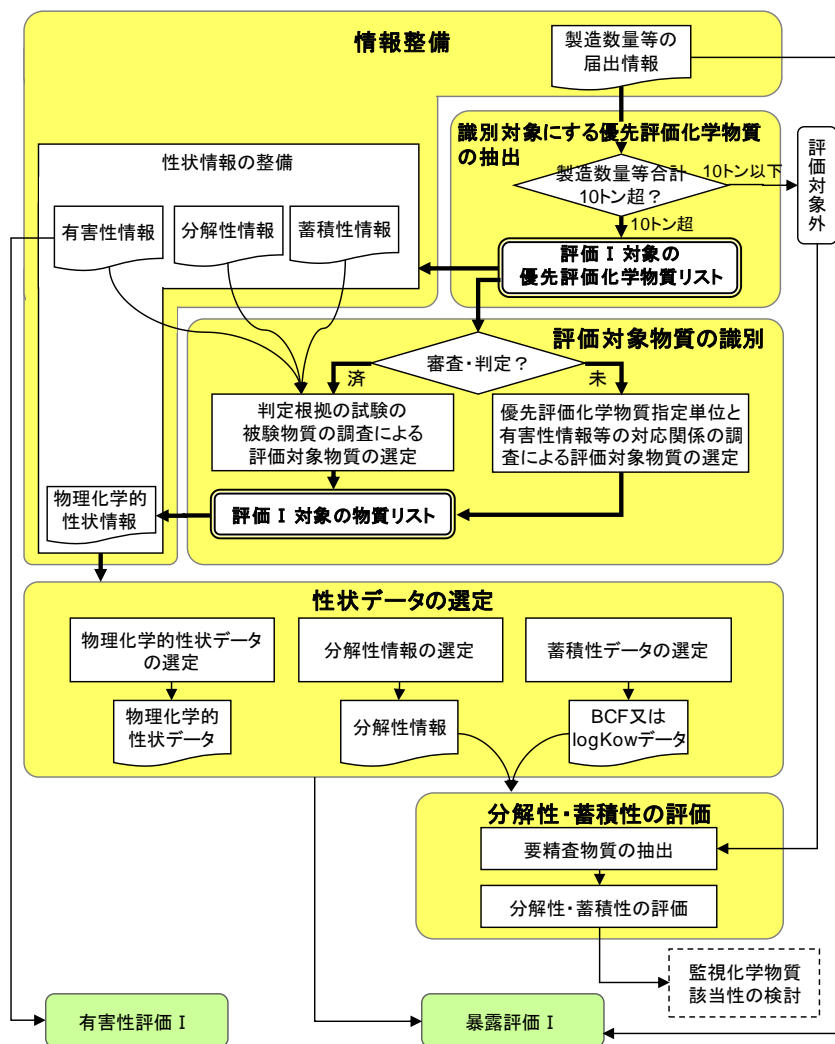 情報整備
製造数量等の
届出情報
識別対象にする優先評価化学物質
の抽出
製造数量等合計
10トン超？
10トン以下
評価対象外
10トン超
評価Ⅰ対象の
優先評価化学物質リスト
性状情報の整備
有害性情報
分解性情報
蓄積性情報
評価対象物質の識別
審査・判定？
済
未
判定根拠の試験の
被験物質の調査による
評価対象物質の選定
優先評価化学物質指定単位と
有害性情報等の対応関係の調
査による評価対象物質の選定
評価Ⅰ対象の物質リスト
物理化学的
性状情報
性状データの選定
物理化学的性状データ
の選定
分解性情報の選定
蓄積性データの選定
物理化学的
性状データ
分解性情報
BCF又は
logKowデータ
分解性・蓄積性の評価
要精査物質の抽出
分解性・蓄積性の評価
監視化学物質
該当性の検討
有害性評価Ⅰ
暴露評価Ⅰ